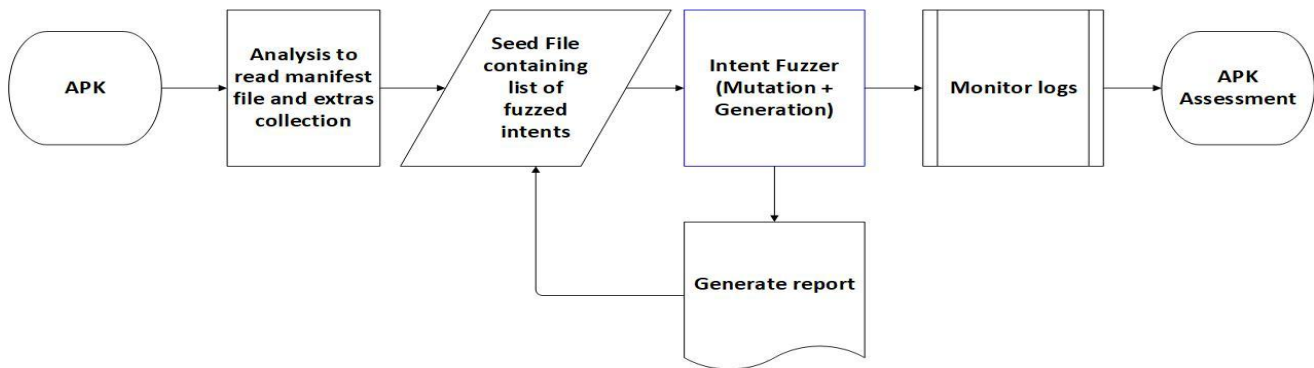 APK
Analysis to
read manifest
file and extras
collection
Seed File
containing
list of
fuzzed
intents
Intent Fuzzer
(Mutation +
Generation)
Monitor logs
APK
Assessment
Generate report